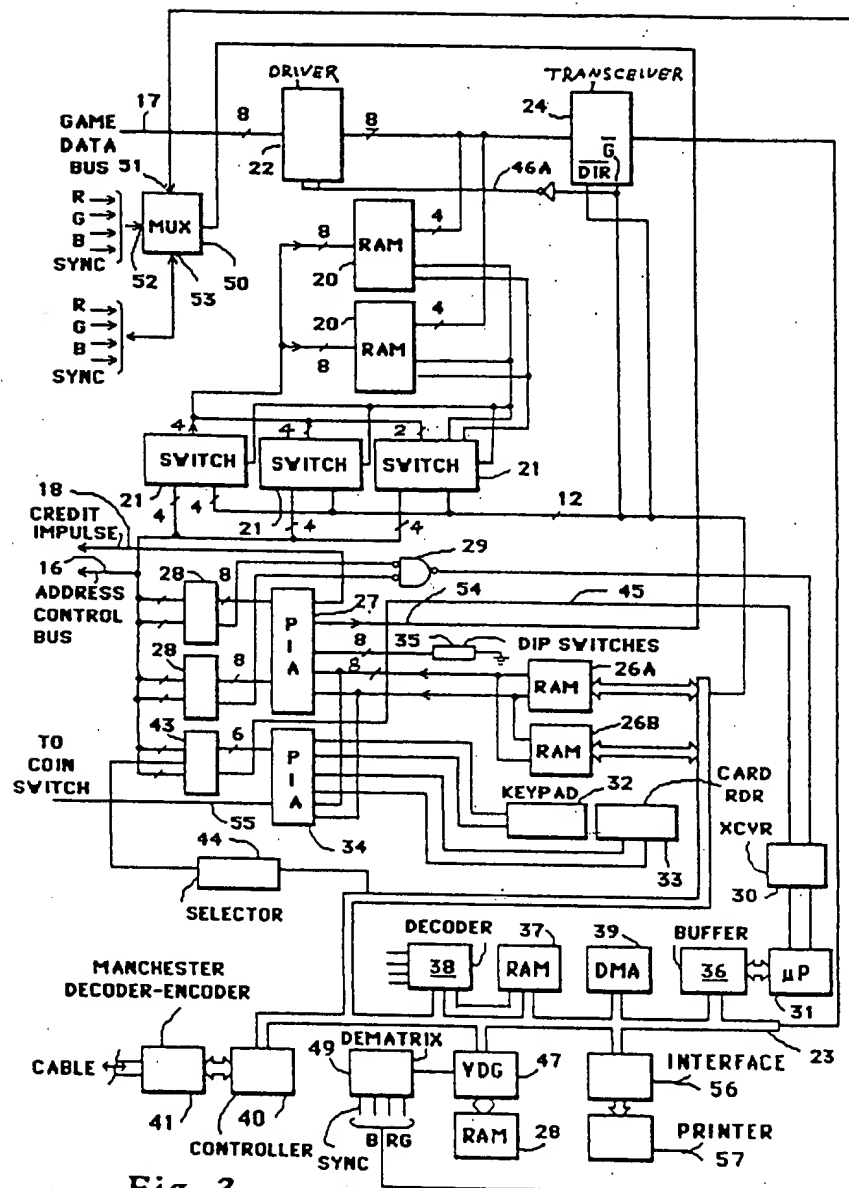 DRIVER
TRANSCEIVER
17
8
8
24
GAME
DATA
BUS
22
G
DIR
46A
51
R
G
B
SYNC
MUX
52
53
50
8
RAM
4
20
R
G
B
SYNC
20
8
RAM
4
4
4
2
SWITCH
SWITCH
SWITCH
21
21
4
4
21
4
4
12
18
CREDIT
IMPULSE
16
ADDRESS
CONTROL
BUS
28
8
29
27
54
45
PIA
8
35
DIP SWITCHES
28
8
8
RAM
26A
43
6
RAM
26B
TO
COIN
SWITCH
PIA
KEYPAD
32
CARD
RDR
55
34
33
XCVR
30
44
SELECTOR
DECODER
37
39
BUFFER
38
RAM
DMA
36
µP
31
MANCHESTER
DECODER-ENCODER
23
DEMATRIX
CABLE
49
VDG
47
INTERFACE
56
41
40
CONTROLLER
SYNC
B RG
RAM
28
PRINTER
57